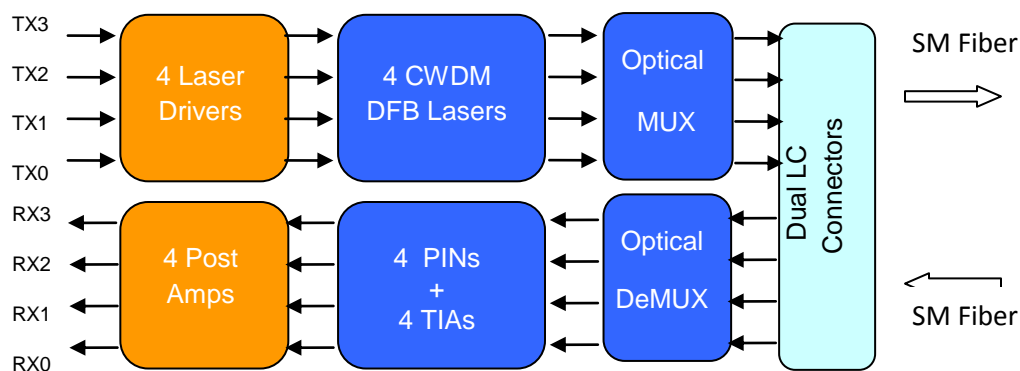 TX3
TX2
TX1
TX0
4 Laser
Drivers
4 CWDM
DFB Lasers
Optical
MUX
Dual LC
Connectors
SM Fiber
RX3
RX2
RX1
RX0
4 Post
Amps
4 PINs
+
4 TIAs
Optical
DeMUX
SM Fiber